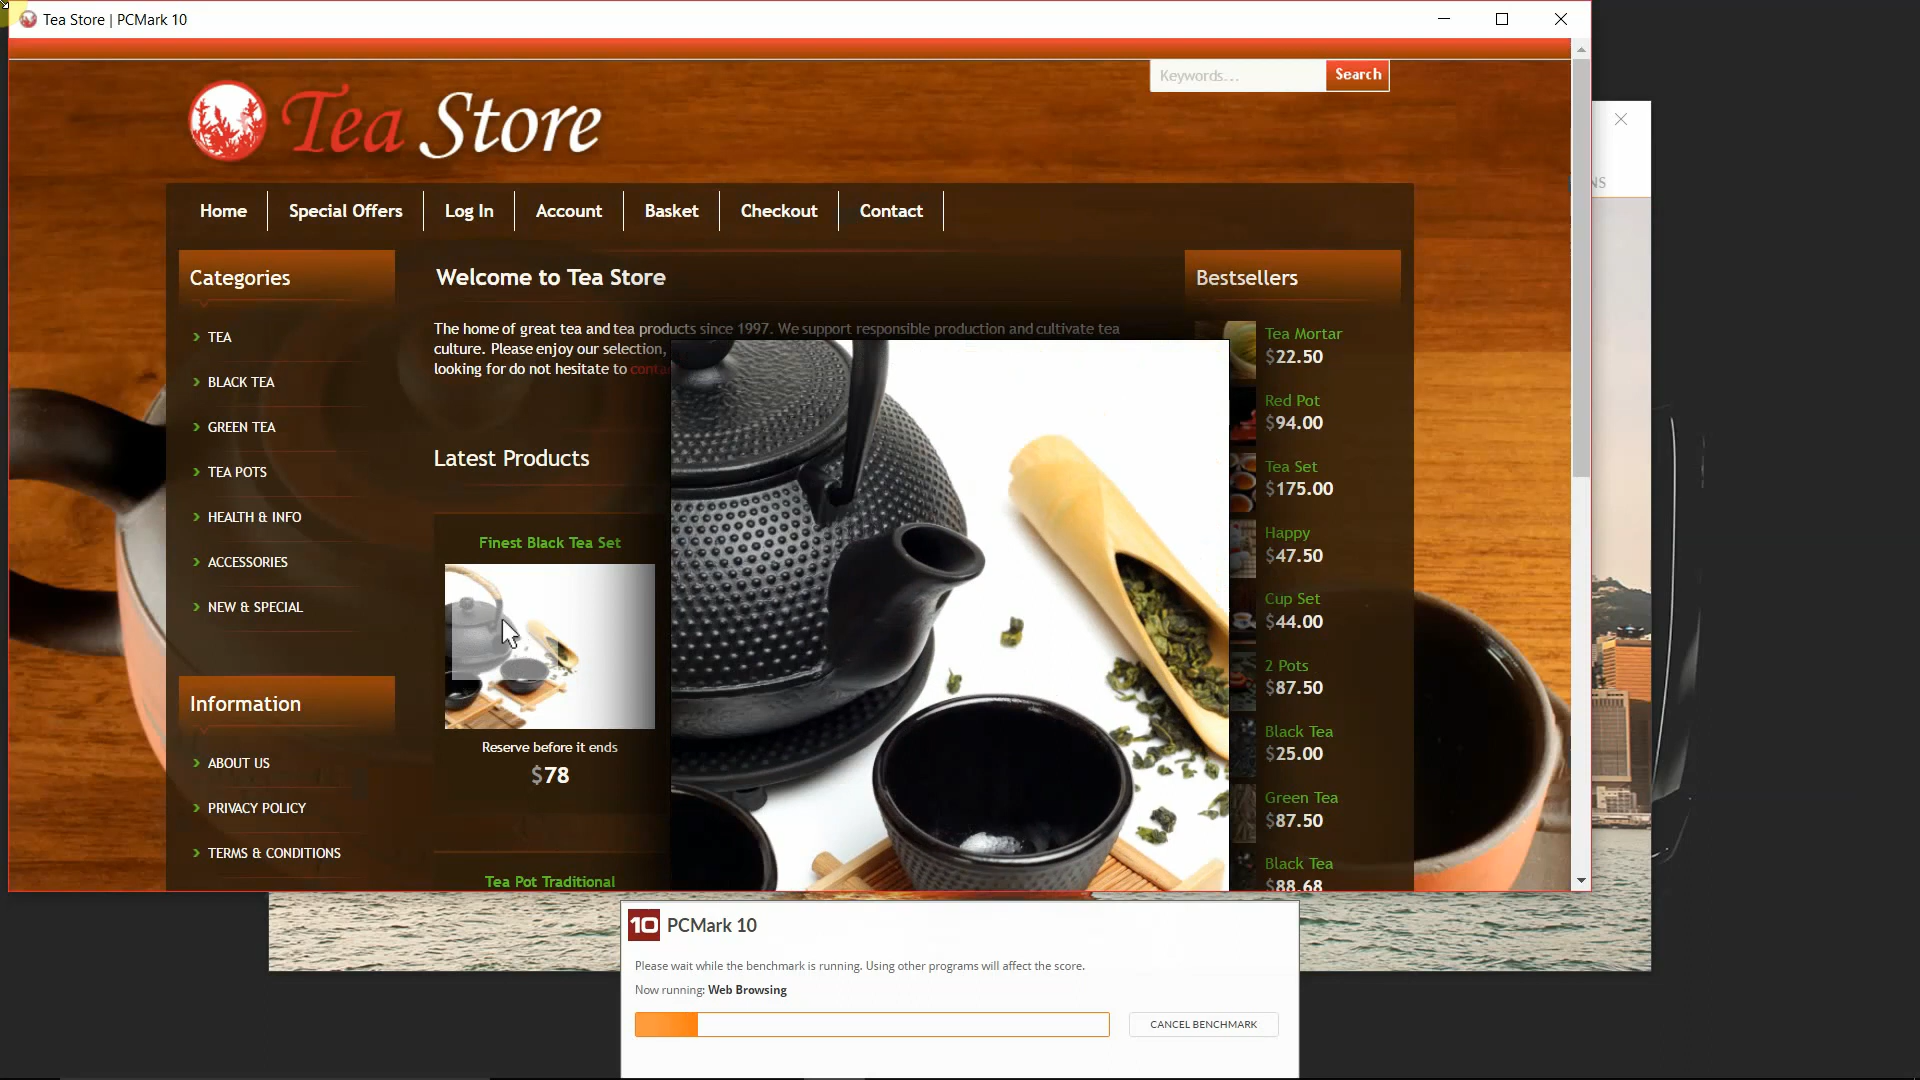 Tea Store | PCMark 10
Keywords...
Search
Tea Store
NS
Home
Special Offers
Log In
Account
Basket
Checkout
Contact
Categories
TEA
BLACK TEA
GREEN TEA
TEA POTS
HEALTH & INFO
ACCESSORIES
NEW & SPECIAL
Information
ABOUT US
PRIVACY POLICY
TERMS & CONDITIONS
Welcome to Tea Store
The home of great tea and tea products since 1997. We support responsible production and cultivate tea
culture. Please enjoy our selection,
looking for do not hesitate to conta
Latest Products
Finest Black Tea Set
Reserve before it ends
$78
Tea Pot Traditional
Bestsellers
Tea Mortar
$22.50
Red Pot
$94.00
Tea Set
$175.00
Happy
$47.50
Cup Set
$44.00
2 Pots
$87.50
Black Tea
$25.00
Green Tea
$87.50
Black Tea
$88.68
10 PCMark 10
Please wait while the benchmark is running. Using other programs will affect the score.
Now running: Web Browsing
CANCEL BENCHMARK